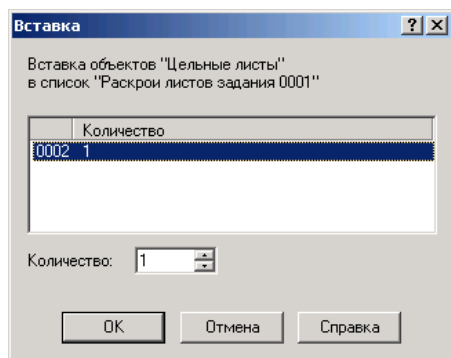 Вставка
Вставка объектов "Цельные листы"
в список "Раскрои листов задания 0001"
Количество
0002 1
Количество: 1
OK Отмена Справка